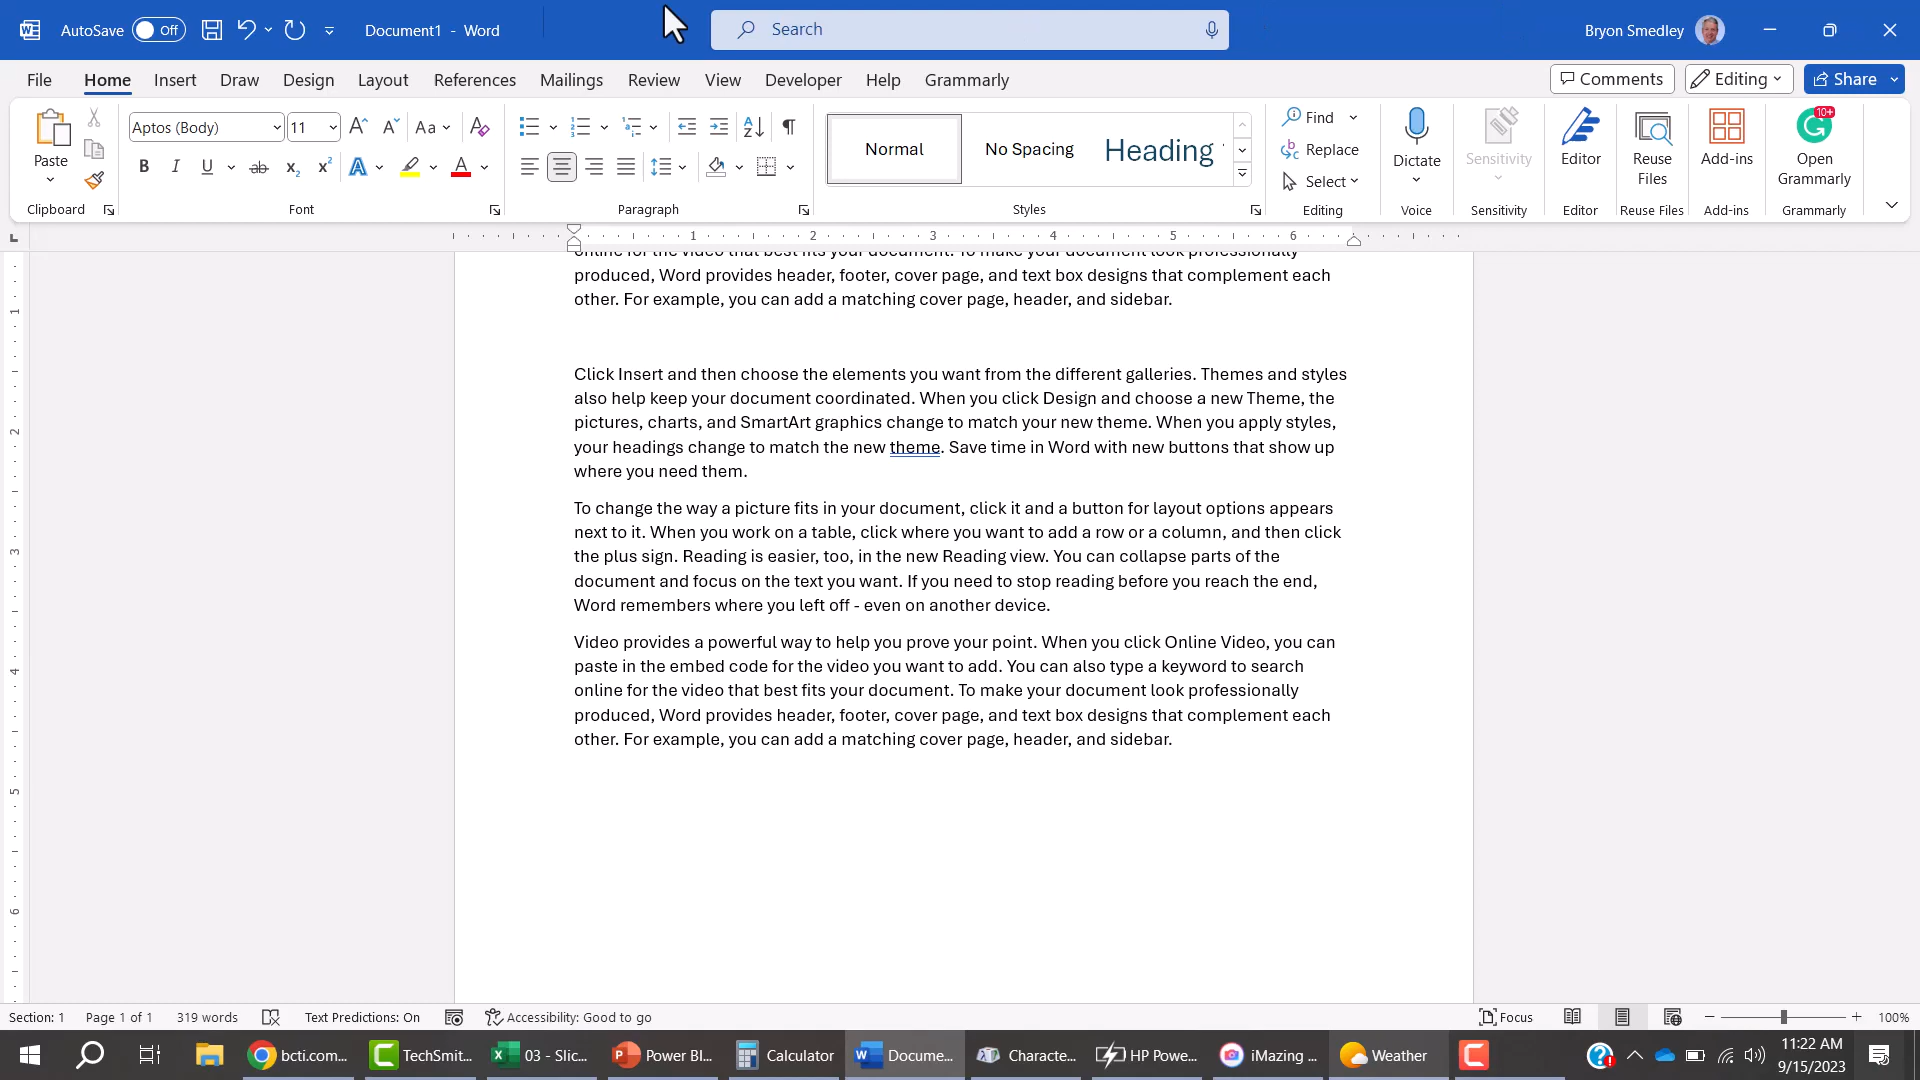 AutoSave Off Document1 - Word Search Bryon Smedley
File Home Insert Draw Design Layout References Mailings Review View Developer Help Grammarly Comments Editing Share
Paste
Clipboard
Aptos (Body) 11
Font
Paragraph
Normal No Spacing Heading
Styles
Find
Replace
Select
Editing
Dictate
Voice
Sensitivity
Sensitivity
Editor
Editor
Reuse
Files
Reuse Files
Add-ins
Add-ins
10+
Open
Grammarly
Grammarly
1 2 3 4 5 6
online for the video that best fits your document. To make your document look professionally
produced, Word provides header, footer, cover page, and text box designs that complement each
other. For example, you can add a matching cover page, header, and sidebar.
Click Insert and then choose the elements you want from the different galleries. Themes and styles
also help keep your document coordinated. When you click Design and choose a new Theme, the
pictures, charts, and SmartArt graphics change to match your new theme. When you apply styles,
your headings change to match the new theme. Save time in Word with new buttons that show up
where you need them.
To change the way a picture fits in your document, click it and a button for layout options appears
next to it. When you work on a table, click where you want to add a row or a column, and then click
the plus sign. Reading is easier, too, in the new Reading view. You can collapse parts of the
document and focus on the text you want. If you need to stop reading before you reach the end,
Word remembers where you left off - even on another device.
Video provides a powerful way to help you prove your point. When you click Online Video, you can
paste in the embed code for the video you want to add. You can also type a keyword to search
online for the video that best fits your document. To make your document look professionally
produced, Word provides header, footer, cover page, and text box designs that complement each
other. For example, you can add a matching cover page, header, and sidebar.
1
2
3
4
5
6
Section: 1 Page 1 of 1 319 words Text Predictions: On Accessibility: Good to go Focus 100%
bcti.com... TechSmit... 03 - Slic... Power Bl... Calculator Docume... Characte... HP Powe... iMazing ... Weather
11:22 AM
9/15/2023